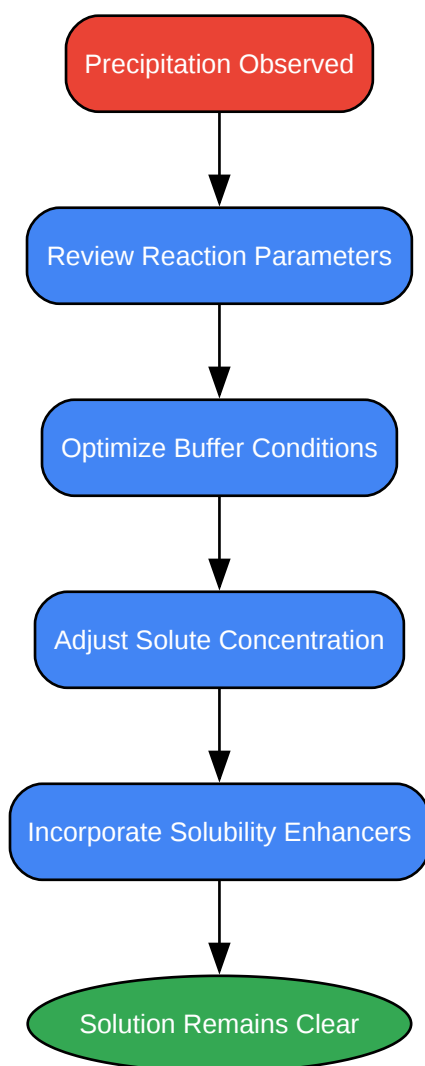 Precipitation Observed
Review Reaction Parameters
Optimize Buffer Conditions
Adjust Solute Concentration
Incorporate Solubility Enhancers
Solution Remains Clear